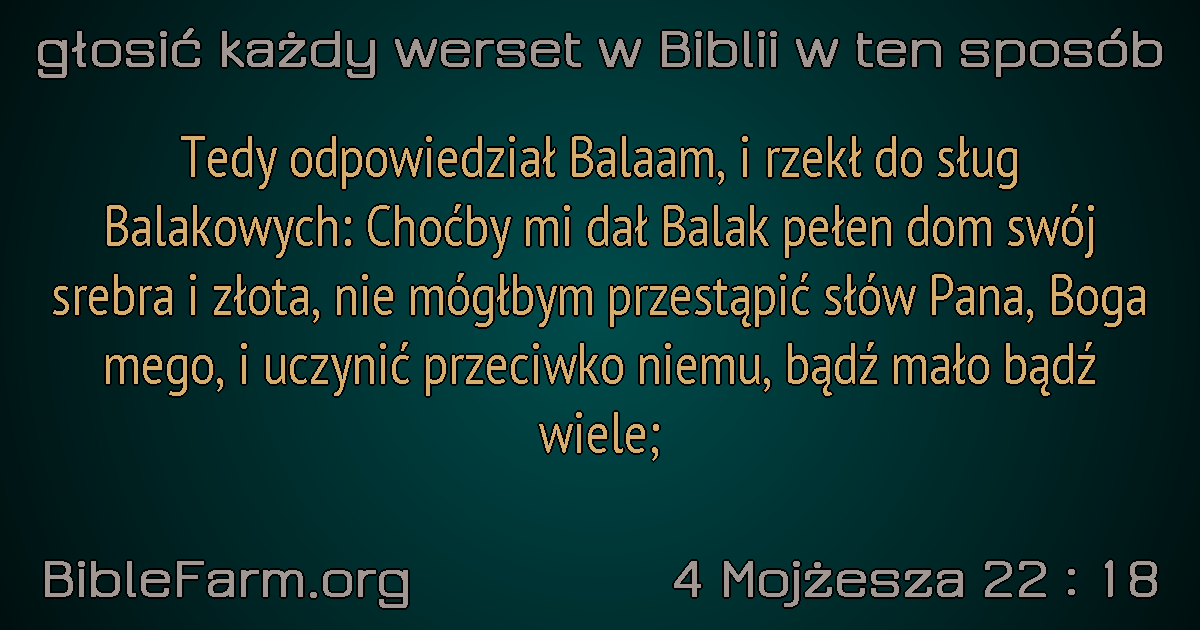 głosić każdy werset w Biblii w ten sposób
Tedy odpowiedział Balaam, i rzekł do sług
Balakowych: Choćby mi dał Balak pełen dom swój
srebra i złota, nie mógłbym przestąpić słów Pana, Boga
mego, i uczynić przeciwko niemu, bądź mało bądź
wiele;
BibleFarm.org
4 Mojżesza 22 : 18